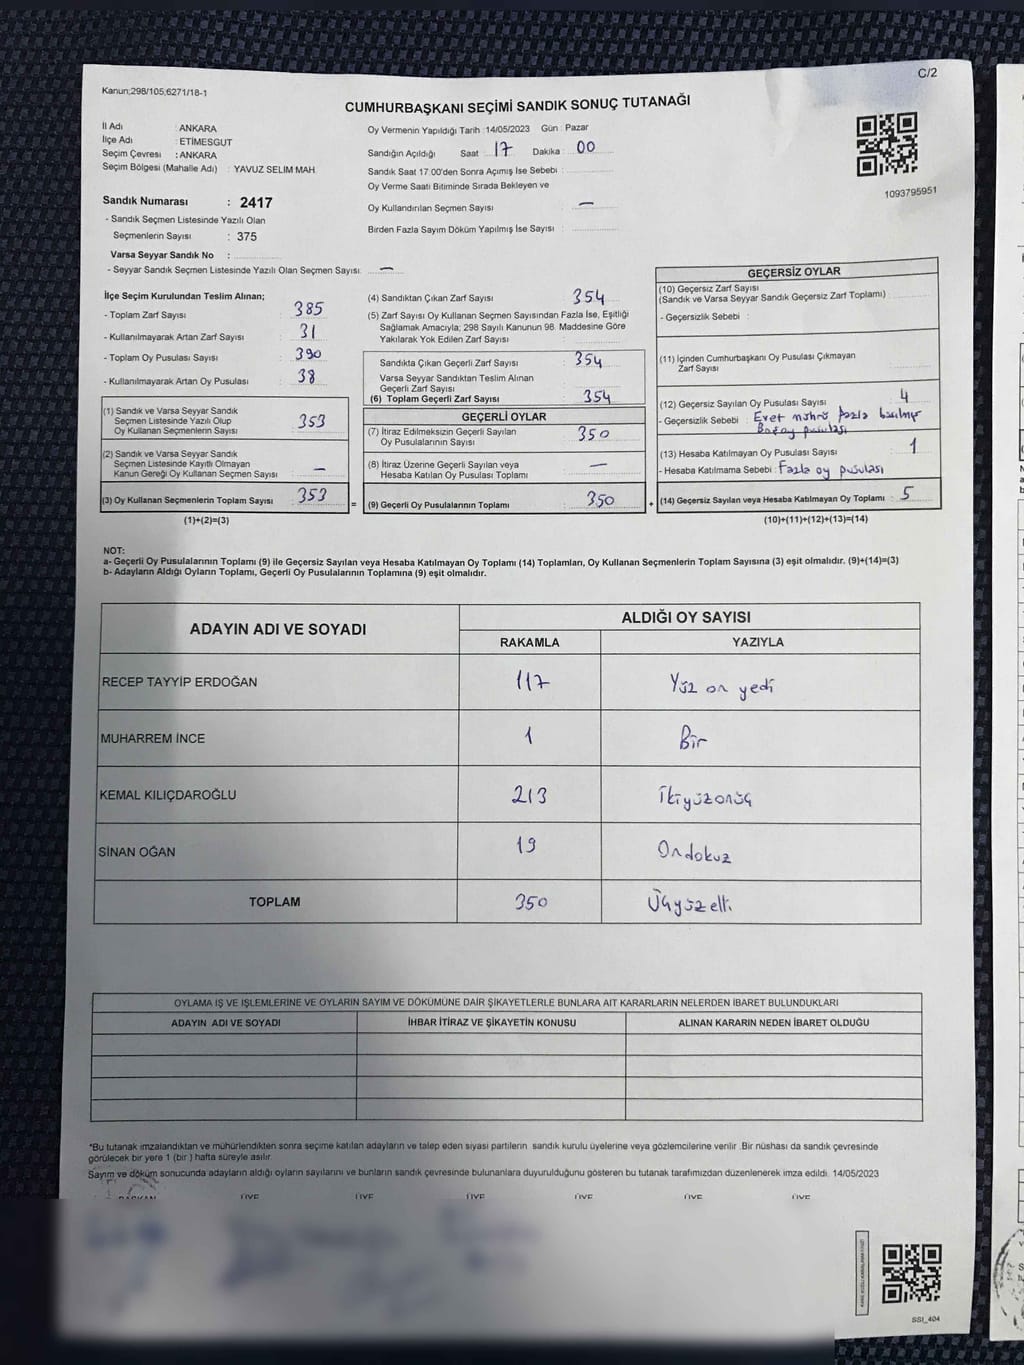 C/2
Kanun;298/105;6271/18-1
CUMHURBAŞKANI SEÇİMİ SANDIK SONUÇ TUTANAĞI
İl Adı : ANKARA
İlçe Adı : ETİMESGUT
Seçim Çevresi : ANKARA
Seçim Bölgesi (Mahalle Adı) : YAVUZ SELIM MAH.
Sandık Numarası : 2417
- Sandık Seçmen Listesinde Yazılı Olan
Seçmenlerin Sayısı : 375
Varsa Seyyar Sandık No :
- Seyyar Sandık Seçmen Listesinde Yazılı Olan Seçmen Sayısı: —
Oy Vermenin Yapıldığı Tarih :14/05/2023 Gün : Pazar
Sandığın Açıldığı Saat : 17 Dakika : 00
Sandık Saat 17:00'den Sonra Açımış İse Sebebi :
Oy Verme Saati Bitiminde Sırada Bekleyen ve
Oy Kullandırılan Seçmen Sayısı : —
Birden Fazla Sayım Döküm Yapılmış İse Sayısı :
1093795951
İlçe Seçim Kurulundan Teslim Alınan;
- Toplam Zarf Sayısı : 385
- Kullanılmayarak Artan Zarf Sayısı : 31
- Toplam Oy Pusulası Sayısı : 390
- Kullanılmayarak Artan Oy Pusulası : 38
(1) Sandık ve Varsa Seyyar Sandık
Seçmen Listesinde Yazılı Olup
Oy Kullanan Seçmenlerin Sayısı : 353
(2) Sandık ve Varsa Seyyar Sandık
Seçmen Listesinde Kayıtlı Olmayan
Kanun Gereği Oy Kullanan Seçmen Sayısı : —
(3) Oy Kullanan Seçmenlerin Toplam Sayısı : 353
(1)+(2)=(3)
(4) Sandıktan Çıkan Zarf Sayısı : 354
(5) Zarf Sayısı Oy Kullanan Seçmen Sayısından Fazla İse, Eşitliği
Sağlamak Amacıyla; 298 Sayılı Kanunun 98. Maddesine Göre
Yakılarak Yok Edilen Zarf Sayısı :
Sandıkta Çıkan Geçerli Zarf Sayısı : 354
Varsa Seyyar Sandıktan Teslim Alınan
Geçerli Zarf Sayısı :
(6) Toplam Geçerli Zarf Sayısı : 354
GEÇERLİ OYLAR
(7) İtiraz Edilmeksizin Geçerli Sayılan
Oy Pusulalarının Sayısı : 350
(8) İtiraz Üzerine Geçerli Sayılan veya
Hesaba Katılan Oy Pusulası Toplamı : —
= (9) Geçerli Oy Pusulalarının Toplamı : 350 +
GEÇERSİZ OYLAR
(10) Geçersiz Zarf Sayısı
(Sandık ve Varsa Seyyar Sandık Geçersiz Zarf Toplamı) :
- Geçersizlik Sebebi :
(11) İçinden Cumhurbaşkanı Oy Pusulası Çıkmayan
Zarf Sayısı :
(12) Geçersiz Sayılan Oy Pusulası Sayısı : 4
- Geçersizlik Sebebi : Evet mührü fazla basılmış
pusulası
(13) Hesaba Katılmayan Oy Pusulası Sayısı : 1
- Hesaba Katılmama Sebebi : Fazla oy pusulası
(14) Geçersiz Sayılan veya Hesaba Katılmayan Oy Toplamı : 5
(10)+(11)+(12)+(13)=(14)
NOT:
a- Geçerli Oy Pusulalarının Toplamı (9) ile Geçersiz Sayılan veya Hesaba Katılmayan Oy Toplamı (14) Toplamları, Oy Kullanan Seçmenlerin Toplam Sayısına (3) eşit olmalıdır. (9)+(14)=(3)
b- Adayların Aldığı Oyların Toplamı, Geçerli Oy Pusulalarının Toplamına (9) eşit olmalıdır.
ADAYIN ADI VE SOYADI ALDIĞI OY SAYISI
RAKAMLA YAZIYLA
RECEP TAYYİP ERDOĞAN 117 Yüz on yedi
MUHARREM İNCE 1 Bir
KEMAL KILIÇDAROĞLU 213 İkiyüzonüç
SİNAN OĞAN 19 Ondokuz
TOPLAM 350 Üçyüzelli
OYLAMA İŞ VE İŞLEMLERİNE VE OYLARIN SAYIM VE DÖKÜMÜNE DAİR ŞİKAYETLERLE BUNLARA AIT KARARLARIN NELERDEN İBARET BULUNDUKLARI
ADAYIN ADI VE SOYADI İHBAR İTİRAZ VE ŞİKAYETİN KONUSU ALINAN KARARIN NEDEN İBARET OLDUĞU
*Bu tutanak imzalandıktan ve mühürlendikten sonra seçime katılan adayların ve talep eden siyasi partilerin sandık kurulu üyelerine veya gözlemcilerine verilir .Bir nüshası da sandık çevresinde
görülecek bir yere 1 (bir ) hafta süreyle asılır.
Sayım ve döküm sonucunda adayların aldığı oyların sayılarını ve bunların sandık çevresinde bulunanlara duyurulduğunu gösteren bu tutanak tarafımızdan düzenlenerek imza edildi. 14/05/2023
BAŞKAN ÜYE ÜYE ÜYE ÜYE ÜYE ÜYE
SSI_404